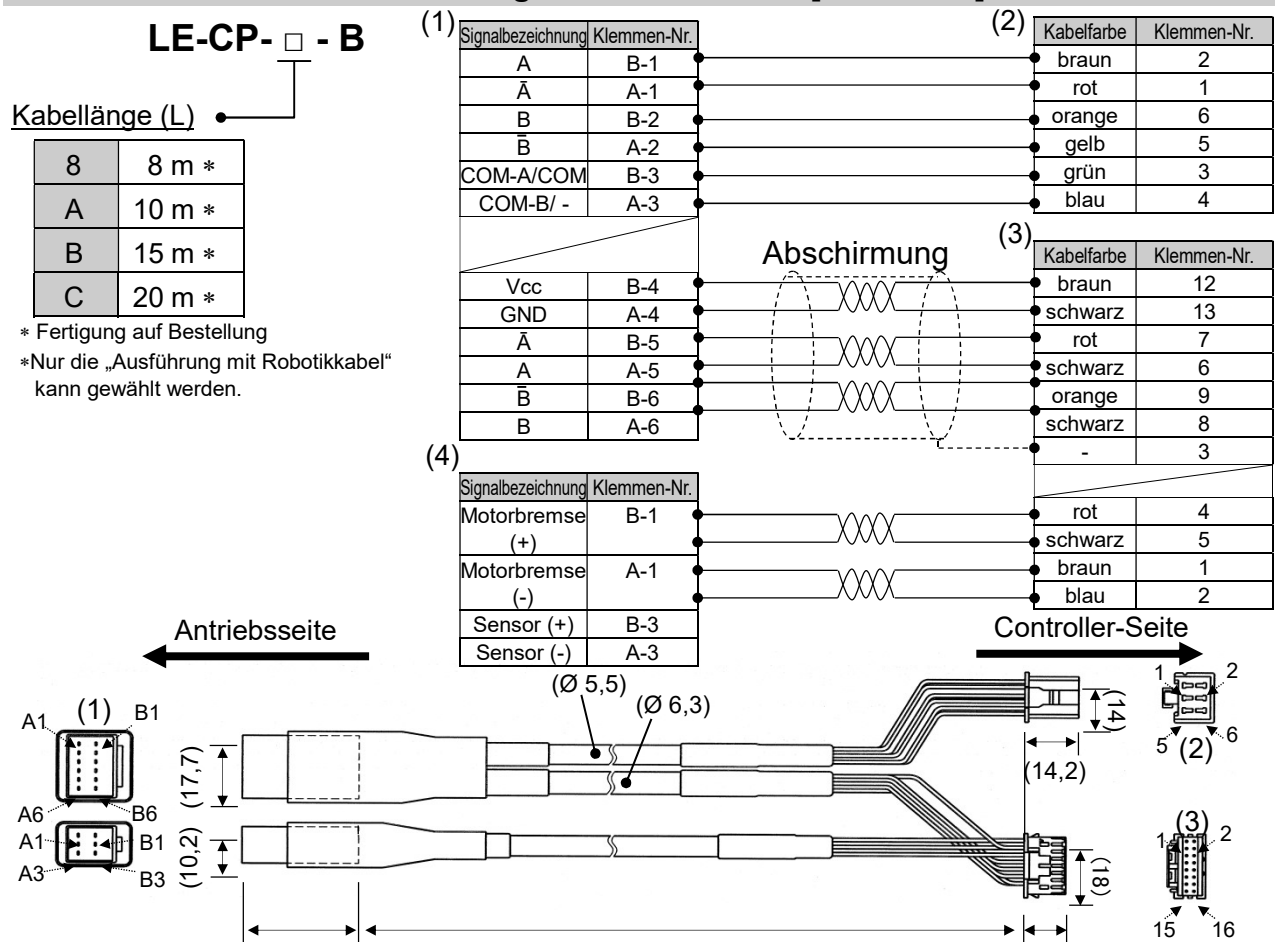 LE-CP- □ - B
Kabellänge (L)
8 8 m *
A 10 m *
B 15 m *
C 20 m *
* Fertigung auf Bestellung
*Nur die „Ausführung mit Robotikkabel“
kann gewählt werden.
(1)
Signalbezeichnung Klemmen-Nr.
A B-1
Ā A-1
B B-2
B̄ A-2
COM-A/COM B-3
COM-B/ - A-3
Vcc B-4
GND A-4
Ā B-5
A A-5
B̄ B-6
B A-6
(2)
Kabelfarbe Klemmen-Nr.
braun 2
rot 1
orange 6
gelb 5
grün 3
blau 4
Abschirmung
(3)
Kabelfarbe Klemmen-Nr.
braun 12
schwarz 13
rot 7
schwarz 6
orange 9
schwarz 8
- 3
rot 4
schwarz 5
braun 1
blau 2
(4)
Signalbezeichnung Klemmen-Nr.
Motorbremse B-1
(+)
Motorbremse A-1
(-)
Sensor (+) B-3
Sensor (-) A-3
Antriebsseite
Controller-Seite
(Ø 5,5)
(Ø 6,3)
(1)
A1 B1
A6 B6
A1 B1
A3 B3
(17,7)
(10,2)
(14)
(14,2)
(18)
1 2
5 6
(2)
(3)
1 2
15 16